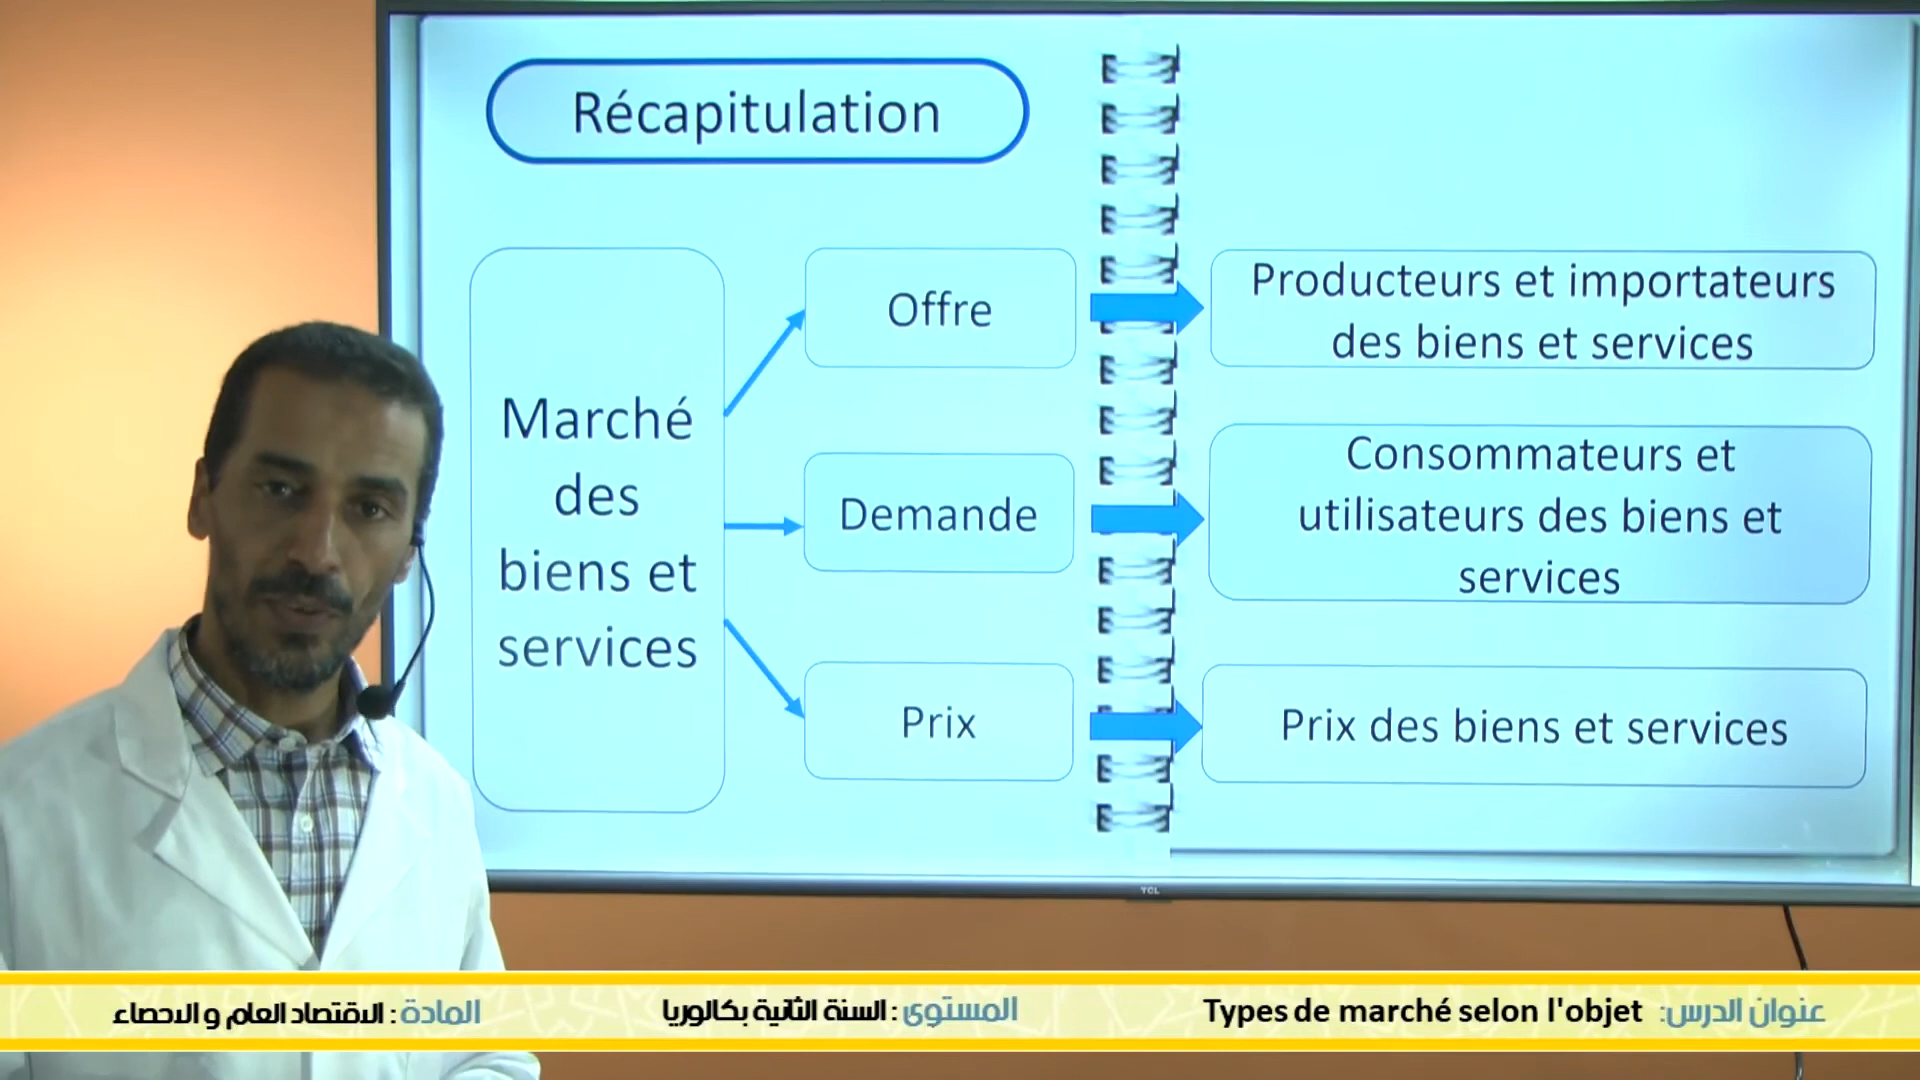 Récapitulation
Marché
des
biens et
services
Offre
Producteurs et importateurs
des biens et services
Demande
Consommateurs et
utilisateurs des biens et
services
Prix
Prix des biens et services
TCL
عنوان الدرس: Types de marché selon l'objet
المستوى : السنة الثانية بكالوريا
المادة : الاقتصاد العام و الاحصاء